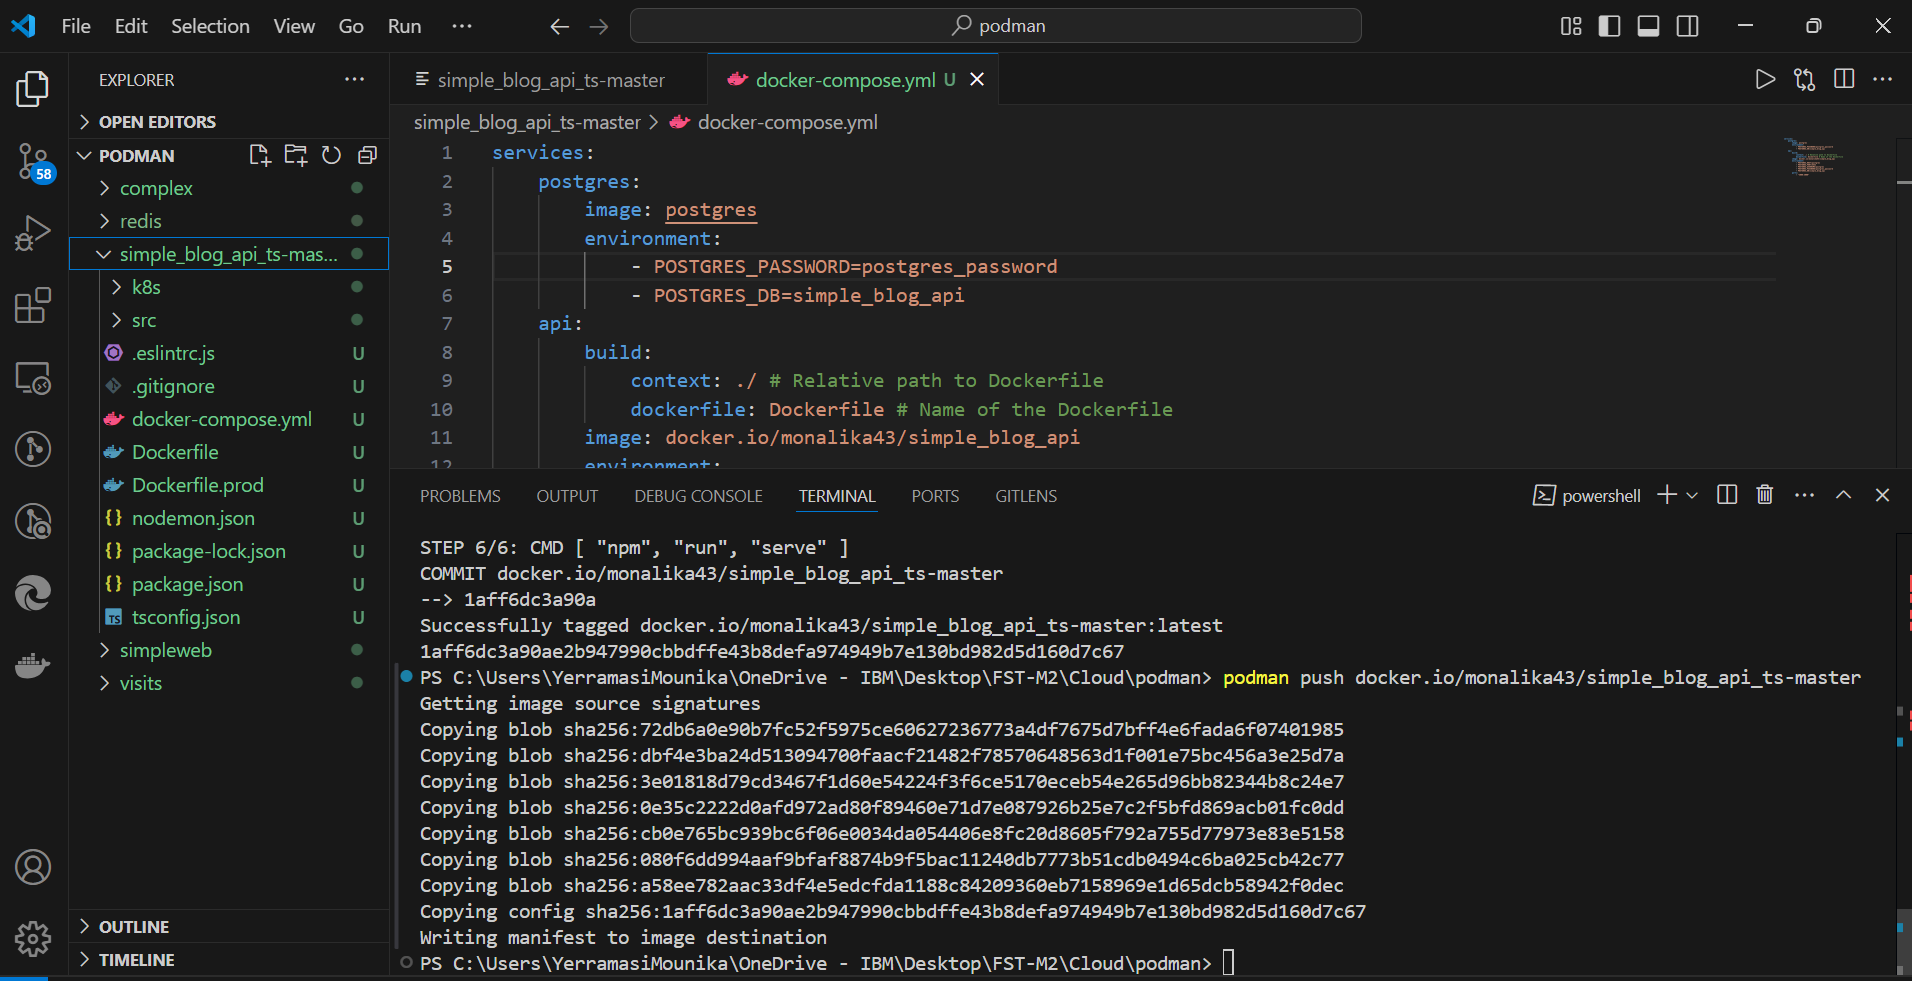 File Edit Selection View Go Run ···
podman
EXPLORER ···
OPEN EDITORS
PODMAN
58
complex
redis
simple_blog_api_ts-mas...
k8s
src
.eslintrc.js U
.gitignore U
docker-compose.yml U
Dockerfile U
Dockerfile.prod U
nodemon.json U
package-lock.json U
package.json U
tsconfig.json U
simpleweb
visits
OUTLINE
TIMELINE
simple_blog_api_ts-master
docker-compose.yml U
simple_blog_api_ts-master > docker-compose.yml
1 services:
2 postgres:
3 image: postgres
4 environment:
5 - POSTGRES_PASSWORD=postgres_password
6 - POSTGRES_DB=simple_blog_api
7 api:
8 build:
9 context: ./ # Relative path to Dockerfile
10 dockerfile: Dockerfile # Name of the Dockerfile
11 image: docker.io/monalika43/simple_blog_api
12 environment:
PROBLEMS OUTPUT DEBUG CONSOLE TERMINAL PORTS GITLENS
powershell
STEP 6/6: CMD [ "npm", "run", "serve" ]
COMMIT docker.io/monalika43/simple_blog_api_ts-master
--> 1aff6dc3a90a
Successfully tagged docker.io/monalika43/simple_blog_api_ts-master:latest
1aff6dc3a90ae2b947990cbbdffe43b8defa974949b7e130bd982d5d160d7c67
PS C:\Users\YerramasiMounika\OneDrive - IBM\Desktop\FST-M2\Cloud\podman> podman push docker.io/monalika43/simple_blog_api_ts-master
Getting image source signatures
Copying blob sha256:72db6a0e90b7fc52f5975ce60627236773a4df7675d7bff4e6fada6f07401985
Copying blob sha256:dbf4e3ba24d513094700faacf21482f78570648563d1f001e75bc456a3e25d7a
Copying blob sha256:3e01818d79cd3467f1d60e54224f3f6ce5170eceb54e265d96bb82344b8c24e7
Copying blob sha256:0e35c2222d0afd972ad80f89460e71d7e087926b25e7c2f5bfd869acb01fc0dd
Copying blob sha256:cb0e765bc939bc6f06e0034da054406e8fc20d8605f792a755d77973e83e5158
Copying blob sha256:080f6dd994aaf9bfaf8874b9f5bac11240db7773b51cdb0494c6ba025cb42c77
Copying blob sha256:a58ee782aac33df4e5edcfda1188c84209360eb7158969e1d65dcb58942f0dec
Copying config sha256:1aff6dc3a90ae2b947990cbbdffe43b8defa974949b7e130bd982d5d160d7c67
Writing manifest to image destination
PS C:\Users\YerramasiMounika\OneDrive - IBM\Desktop\FST-M2\Cloud\podman>